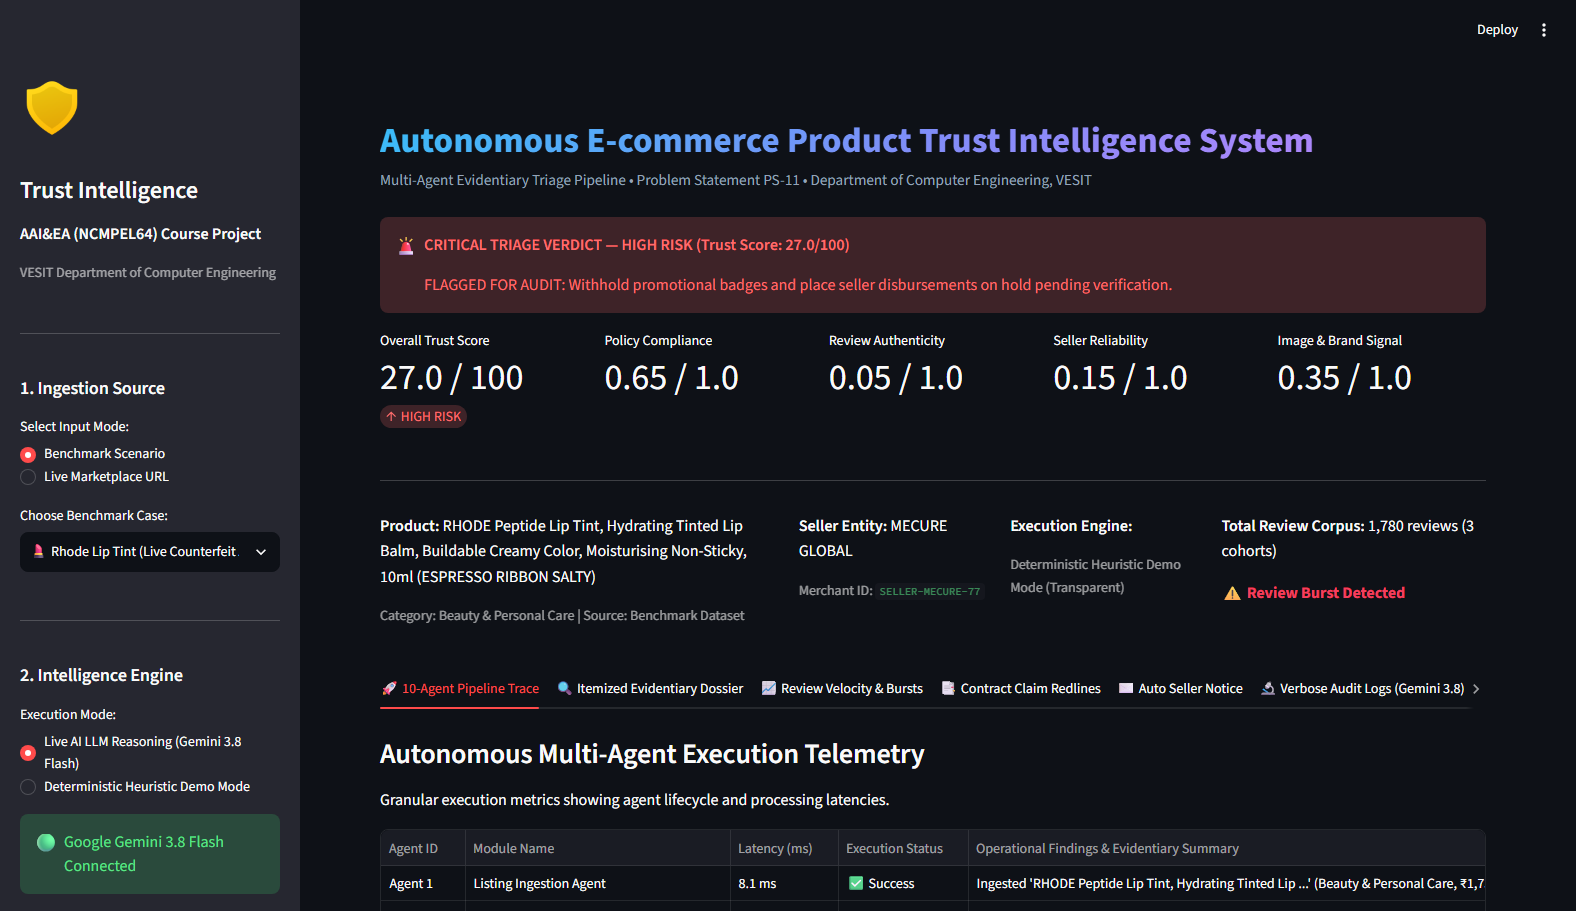 Deploy
Trust Intelligence
AAI&EA (NCMPEL64) Course Project
VESIT Department of Computer Engineering
1. Ingestion Source
Select Input Mode:
Benchmark Scenario
Live Marketplace URL
Choose Benchmark Case:
Rhode Lip Tint (Live Counterfeit
2. Intelligence Engine
Execution Mode:
Live AI LLM Reasoning (Gemini 3.8
Flash)
Deterministic Heuristic Demo Mode
Google Gemini 3.8 Flash
Connected
Autonomous E-commerce Product Trust Intelligence System
Multi-Agent Evidentiary Triage Pipeline • Problem Statement PS-11 • Department of Computer Engineering, VESIT
CRITICAL TRIAGE VERDICT — HIGH RISK (Trust Score: 27.0/100)
FLAGGED FOR AUDIT: Withhold promotional badges and place seller disbursements on hold pending verification.
Overall Trust Score
27.0 / 100
↑ HIGH RISK
Policy Compliance
0.65 / 1.0
Review Authenticity
0.05 / 1.0
Seller Reliability
0.15 / 1.0
Image & Brand Signal
0.35 / 1.0
Product: RHODE Peptide Lip Tint, Hydrating Tinted Lip
Balm, Buildable Creamy Color, Moisturising Non-Sticky,
10ml (ESPRESSO RIBBON SALTY)
Category: Beauty & Personal Care | Source: Benchmark Dataset
Seller Entity: MECURE
GLOBAL
Merchant ID: SELLER-MECURE-77
Execution Engine:
Deterministic Heuristic Demo
Mode (Transparent)
Total Review Corpus: 1,780 reviews (3
cohorts)
Review Burst Detected
10-Agent Pipeline Trace
Itemized Evidentiary Dossier
Review Velocity & Bursts
Contract Claim Redlines
Auto Seller Notice
Verbose Audit Logs (Gemini 3.8)
Autonomous Multi-Agent Execution Telemetry
Granular execution metrics showing agent lifecycle and processing latencies.
Agent ID Module Name Latency (ms) Execution Status Operational Findings & Evidentiary Summary
Agent 1 Listing Ingestion Agent 8.1 ms Success Ingested 'RHODE Peptide Lip Tint, Hydrating Tinted Lip ...' (Beauty & Personal Care, ₹1,7